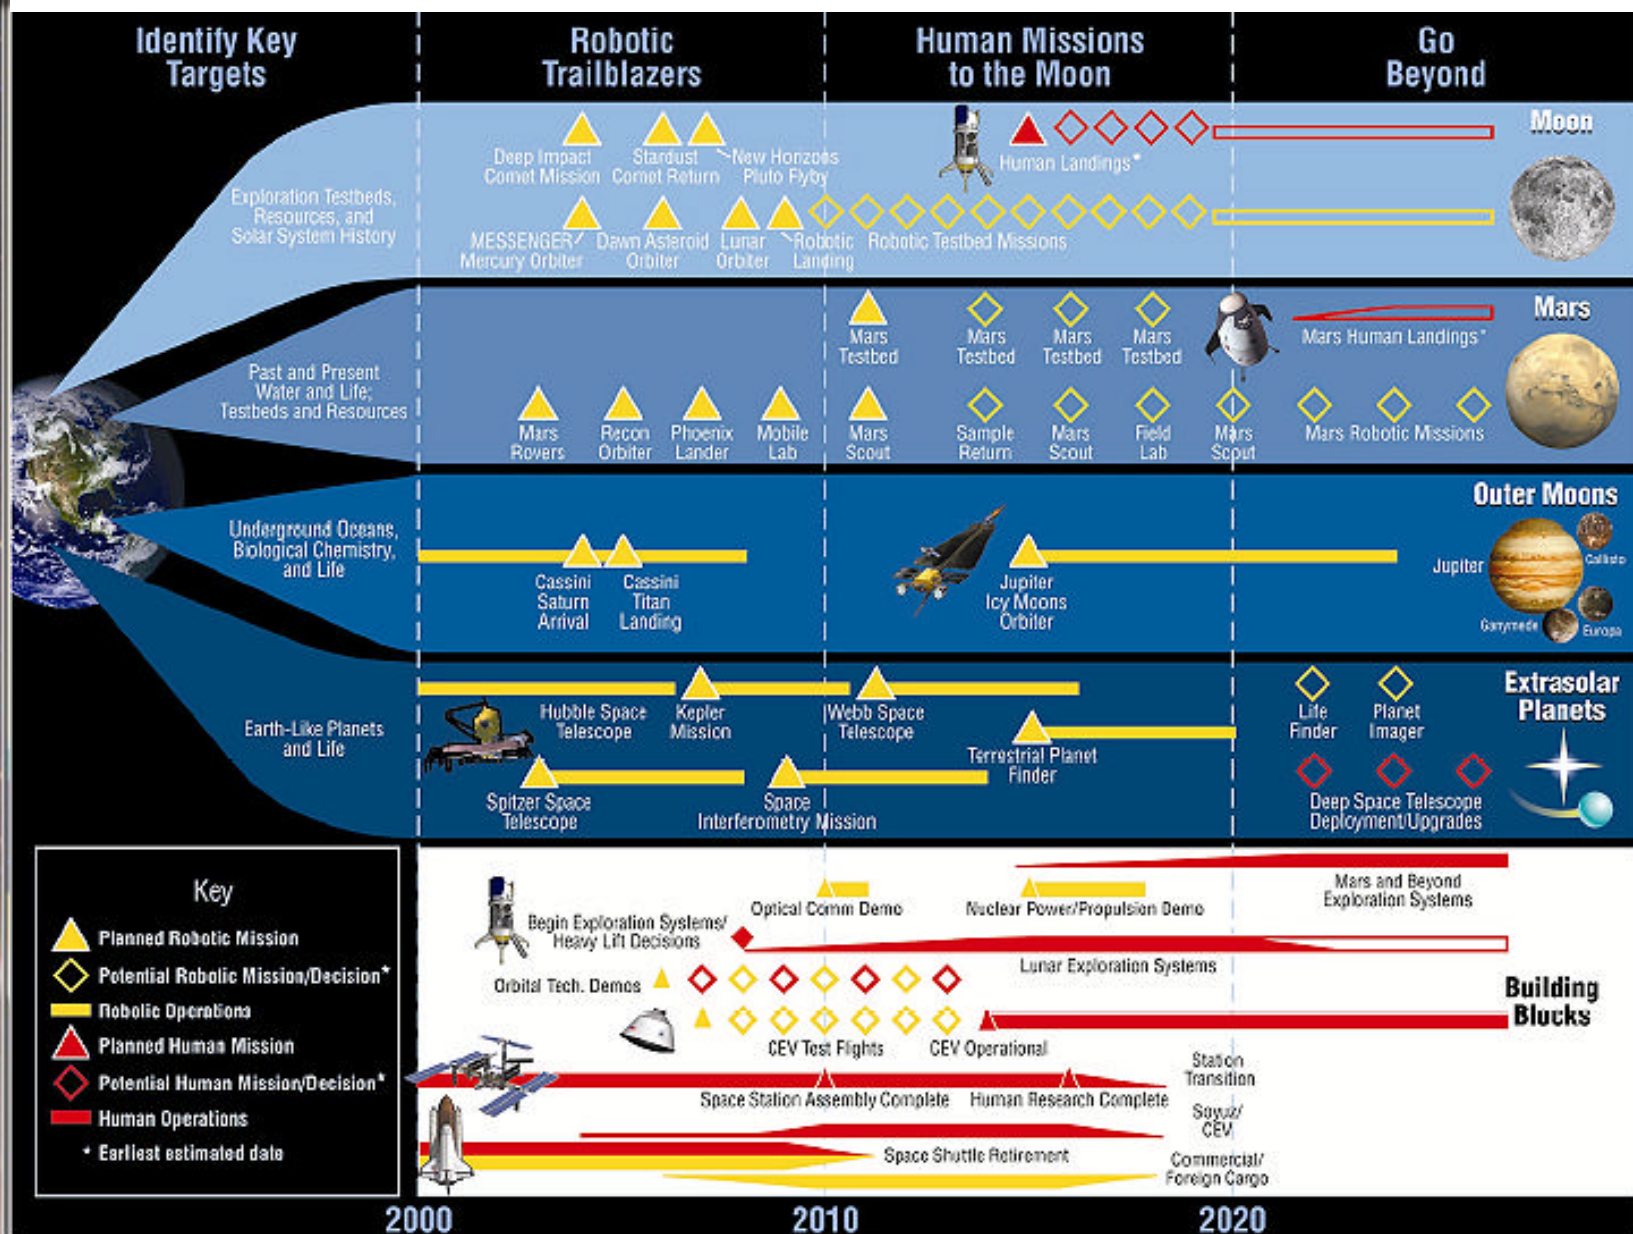 Identify Key
Targets
Robotic
Trailblazers
Human Missions
to the Moon
Go
Beyond
Moon
Deep Impact
Comet Mission
Stardust
Comet Return
New Horizons
Pluto Flyby
Human Landings*
Exploration Testbeds,
Resources, and
Solar System History
MESSENGER
Mercury Orbiter
Dawn Asteroid
Orbiter
Lunar
Orbiter
Robotic
Landing
Robotic Testbed Missions
Mars
Mars
Testbed
Mars
Testbed
Mars
Testbed
Mars
Testbed
Mars Human Landings*
Past and Present
Water and Life;
Testbeds and Resources
Mars
Rovers
Recon
Orbiter
Phoenix
Lander
Mobile
Lab
Mars
Scout
Sample
Return
Mars
Scout
Field
Lab
Mars
Scout
Mars Robotic Missions
Outer Moons
Underground Oceans,
Biological Chemistry,
and Life
Cassini
Saturn
Arrival
Cassini
Titan
Landing
Jupiter
Icy Moons
Orbiter
Jupiter
Callisto
Ganymede
Europa
Extrasolar
Planets
Earth-Like Planets
and Life
Hubble Space
Telescope
Kepler
Mission
Webb Space
Telescope
Terrestrial Planet
Finder
Life
Finder
Planet
Imager
Spitzer Space
Telescope
Space
Interferometry Mission
Deep Space Telescope
Deployment/Upgrades
Key
Planned Robotic Mission
Potential Robotic Mission/Decision*
Robotic Operations
Planned Human Mission
Potential Human Mission/Decision*
Human Operations
* Earliest estimated date
Mars and Beyond
Exploration Systems
Optical Comm Demo
Nuclear Power/Propulsion Demo
Begin Exploration Systems/
Heavy Lift Decisions
Lunar Exploration Systems
Orbital Tech. Demos
Building
Blocks
CEV Test Flights
CEV Operational
Station
Transition
Space Station Assembly Complete
Human Research Complete
Soyuz/
CEV
Space Shuttle Retirement
Commercial/
Foreign Cargo
2000
2010
2020